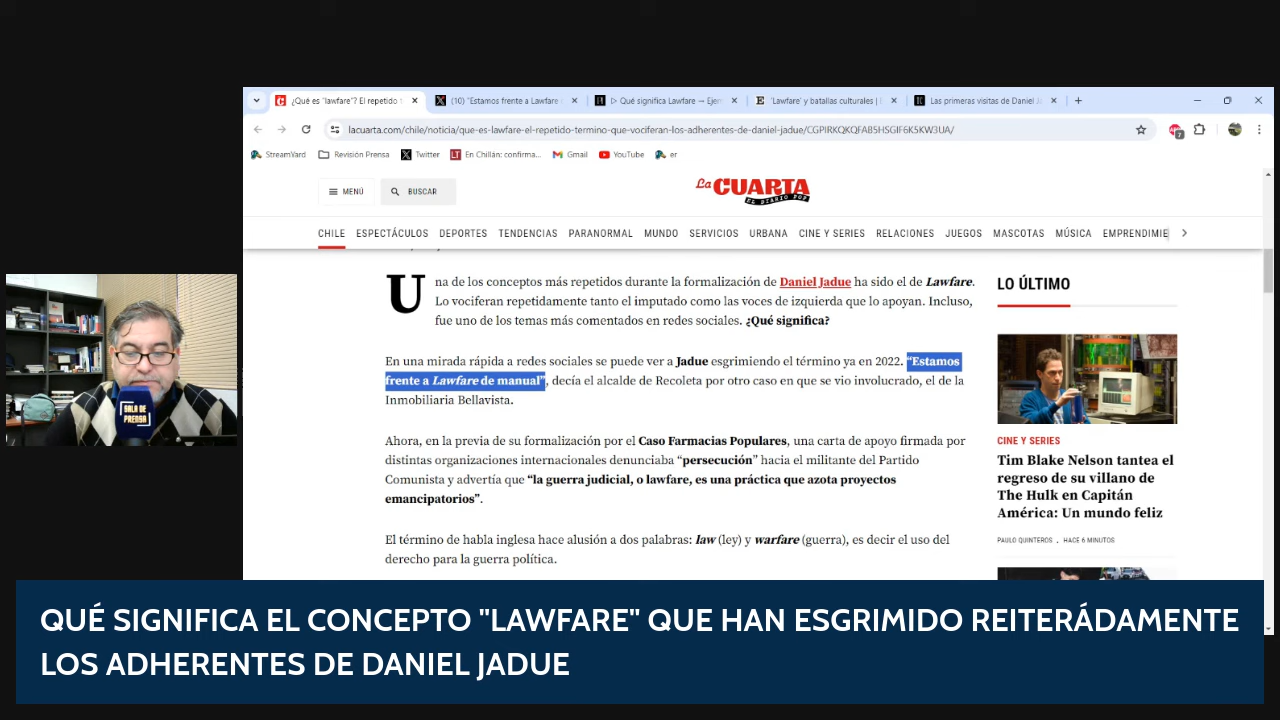 ¿Qué es "lawfare"? El repetido t
(10) "Estamos frente a Lawfare
▷ Qué significa Lawfare → Ejem
'Lawfare' y batallas culturales |
Las primeras visitas de Daniel J
lacuarta.com/chile/noticia/que-es-lawfare-el-repetido-termino-que-vociferan-los-adherentes-de-daniel-jadue/CGPIRKQKQFAB5HSGIF6K5KW3UA/
7
StreamYard
Revisión Prensa
Twitter
LT
En Chillán: confirma...
Gmail
YouTube
er
MENÚ
BUSCAR
La CUARTA
EL DIARIO POP
CHILE ESPECTÁCULOS DEPORTES TENDENCIAS PARANORMAL MUNDO SERVICIOS URBANA CINE Y SERIES RELACIONES JUEGOS MASCOTAS MÚSICA EMPRENDIMIE
Una de los conceptos más repetidos durante la formalización de Daniel Jadue ha sido el de Lawfare.
Lo vociferan repetidamente tanto el imputado como las voces de izquierda que lo apoyan. Incluso,
fue uno de los temas más comentados en redes sociales. ¿Qué significa?
En una mirada rápida a redes sociales se puede ver a Jadue esgrimiendo el término ya en 2022. “Estamos
frente a Lawfare de manual”, decía el alcalde de Recoleta por otro caso en que se vio involucrado, el de la
Inmobiliaria Bellavista.
Ahora, en la previa de su formalización por el Caso Farmacias Populares, una carta de apoyo firmada por
distintas organizaciones internacionales denunciaba “persecución” hacia el militante del Partido
Comunista y advertía que “la guerra judicial, o lawfare, es una práctica que azota proyectos
emancipatorios”.
El término de habla inglesa hace alusión a dos palabras: law (ley) y warfare (guerra), es decir el uso del
derecho para la guerra política.
LO ÚLTIMO
CINE Y SERIES
Tim Blake Nelson tantea el
regreso de su villano de
The Hulk en Capitán
América: Un mundo feliz
PAULO QUINTEROS . HACE 6 MINUTOS
SALA DE
PRENSA
QUÉ SIGNIFICA EL CONCEPTO "LAWFARE" QUE HAN ESGRIMIDO REITERÁDAMENTE
LOS ADHERENTES DE DANIEL JADUE